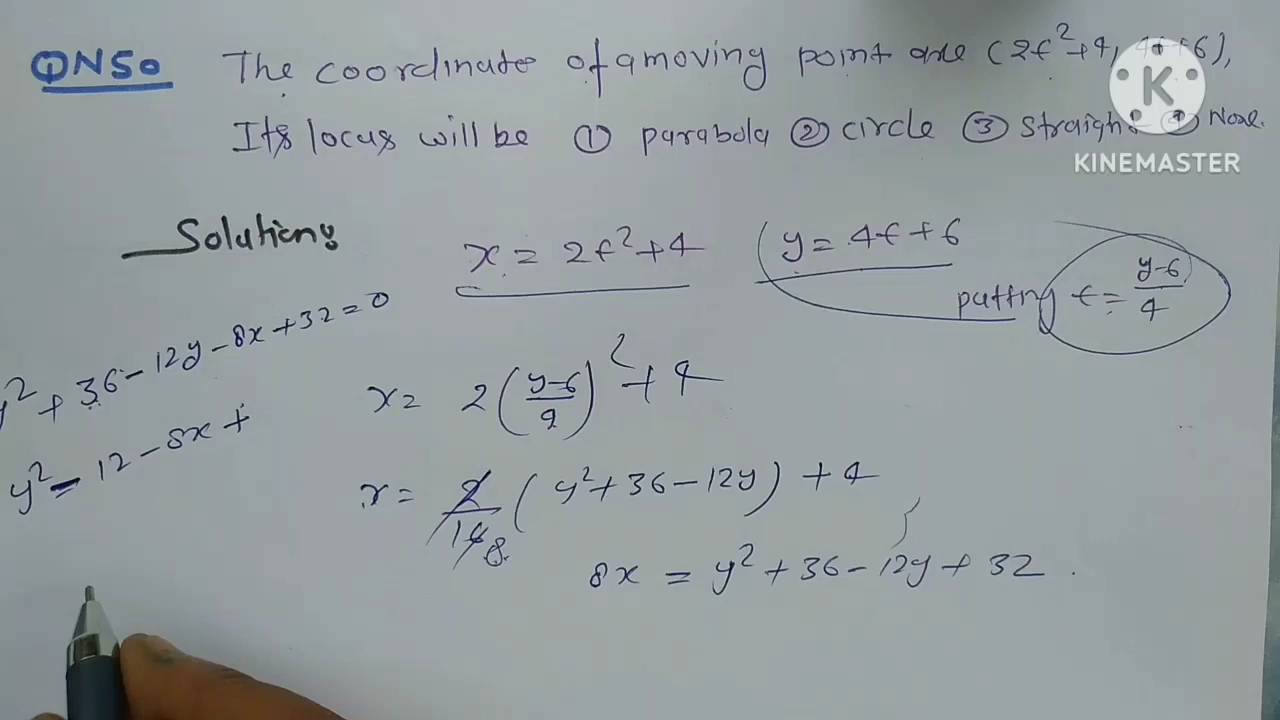 QN50 The coordinate of a moving point are (2t²+4, 4t+6),
Its locus will be ① parabola ② circle ③ straigh ④ None.
K
KINEMASTER
Solution:
x = 2t²+4 y = 4t+6
putting t = (y-6)/4
y² + 36 - 12y - 8x + 32 = 0
x = 2((y-6)/4)² + 4
y² - 12 - 8x +
x = 2/16 8 (y² + 36 - 12y) + 4
8x = y² + 36 - 12y + 32